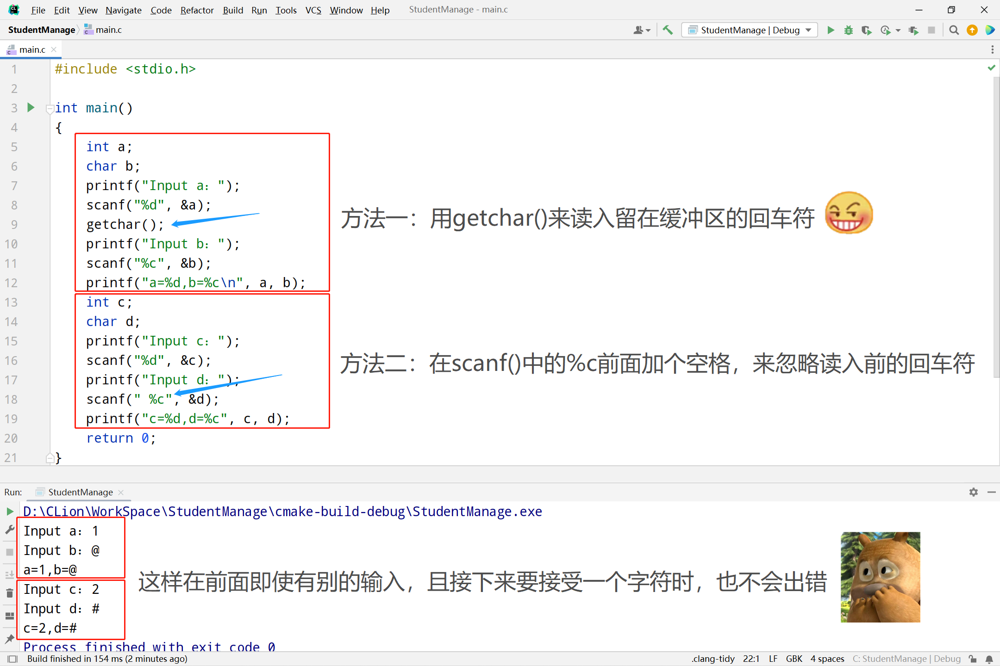 File Edit View Navigate Code Refactor Build Run Tools VCS Window Help StudentManage - main.c
StudentManage main.c StudentManage | Debug
main.c
1 #include <stdio.h>
2
3 int main()
4 {
5 int a;
6 char b;
7 printf("Input a：");
8 scanf("%d", &a);
9 getchar();
10 printf("Input b：");
11 scanf("%c", &b);
12 printf("a=%d,b=%c\n", a, b);
方法一：用getchar()来读入留在缓冲区的回车符
13 int c;
14 char d;
15 printf("Input c：");
16 scanf("%d", &c);
17 printf("Input d：");
18 scanf(" %c", &d);
19 printf("c=%d,d=%c", c, d);
方法二：在scanf()中的%c前面加个空格，来忽略读入前的回车符
20 return 0;
21 }
Run: StudentManage
D:\CLion\WorkSpace\StudentManage\cmake-build-debug\StudentManage.exe
Input a：1
Input b：@
a=1,b=@
Input c：2
Input d：#
c=2,d=#
这样在前面即使有别的输入，且接下来要接受一个字符时，也不会出错
Process finished with exit code 0
Build finished in 154 ms (2 minutes ago) .clang-tidy 22:1 LF GBK 4 spaces C: StudentManage | Debug